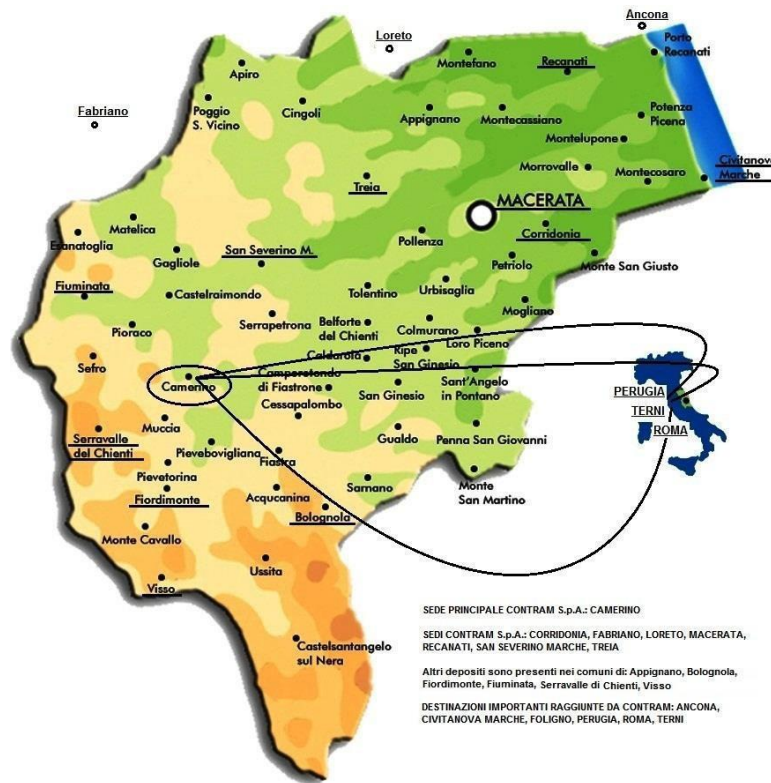 Ancona
Loreto
Porto
Recanati
Montefano
Recanati
Apiro
Fabriano
Poggio
S. Vicino
Cingoli
Appignano
Montecassiano
Potenza
Picena
Montelupone
Treia
Morrovalle
Montecosaro
Civitanova
Marche
MACERATA
Matelica
Esanatoglia
Gagliole
San Severino M.
Pollenza
Corridonia
Petriolo
Monte San Giusto
Fiuminata
Castelraimondo
Tolentino
Urbisaglia
Mogliano
Pioraco
Serrapetrona
Belforte
del Chienti
Colmurano
Loro Piceno
Sefro
Caldarola
Ripe
San Ginesio
Camerino
Camporotondo
di Fiastrone
Cessapalombo
San Ginesio
Sant'Angelo
in Pontano
PERUGIA
TERNI
ROMA
Muccia
Serravalle
del Chienti
Pievebovigliana
Fiastra
Gualdo
Penna San Giovanni
Pievetorina
Fiordimonte
Acqucanina
Sarnano
Monte
San Martino
Bolognola
Monte Cavallo
Ussita
Visso
Castelsantangelo
sul Nera
SEDE PRINCIPALE CONTRAM S.p.A.: CAMERINO
SEDI CONTRAM S.p.A.: CORRIDONIA, FABRIANO, LORETO, MACERATA,
RECANATI, SAN SEVERINO MARCHE, TREIA
Altri depositi sono presenti nei comuni di: Appignano, Bolognola,
Fiordimonte, Fiuminata, Serravalle di Chienti, Visso
DESTINAZIONI IMPORTANTI RAGGIUNTE DA CONTRAM: ANCONA,
CIVITANOVA MARCHE, FOLIGNO, PERUGIA, ROMA, TERNI